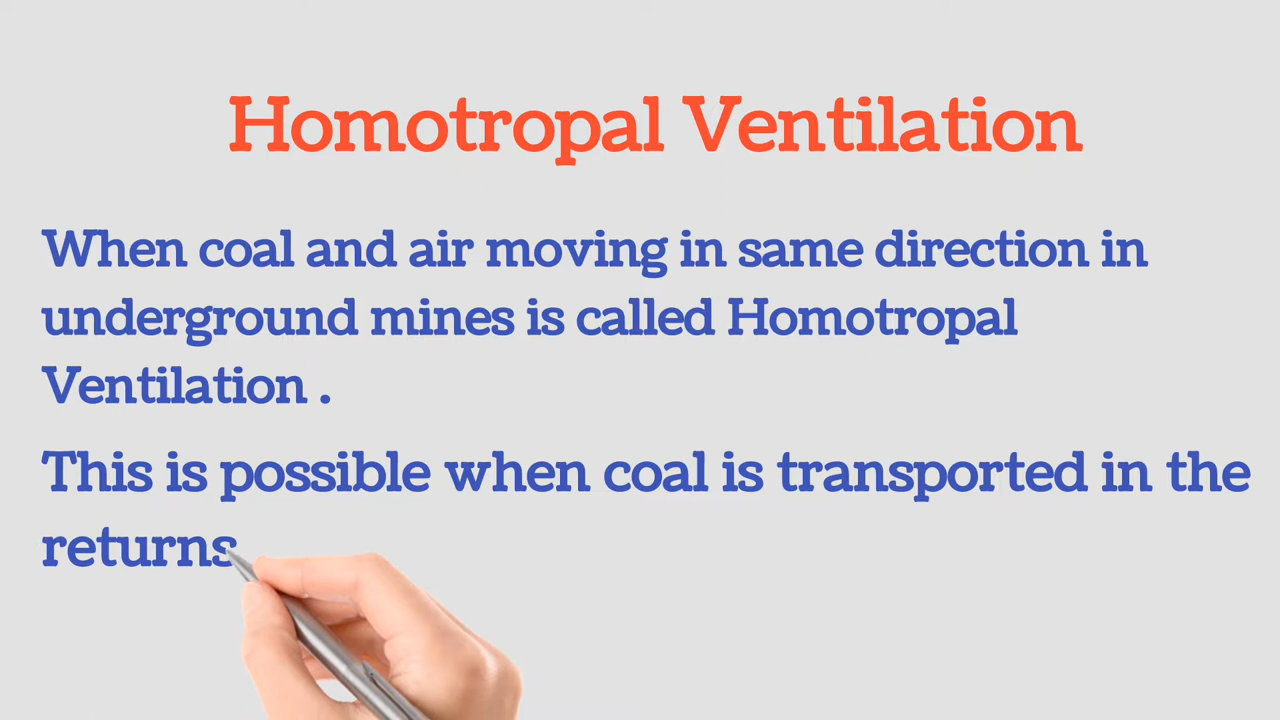 Homotropal Ventilation
When coal and air moving in same direction in
underground mines is called Homotropal
Ventilation .
This is possible when coal is transported in the
returns